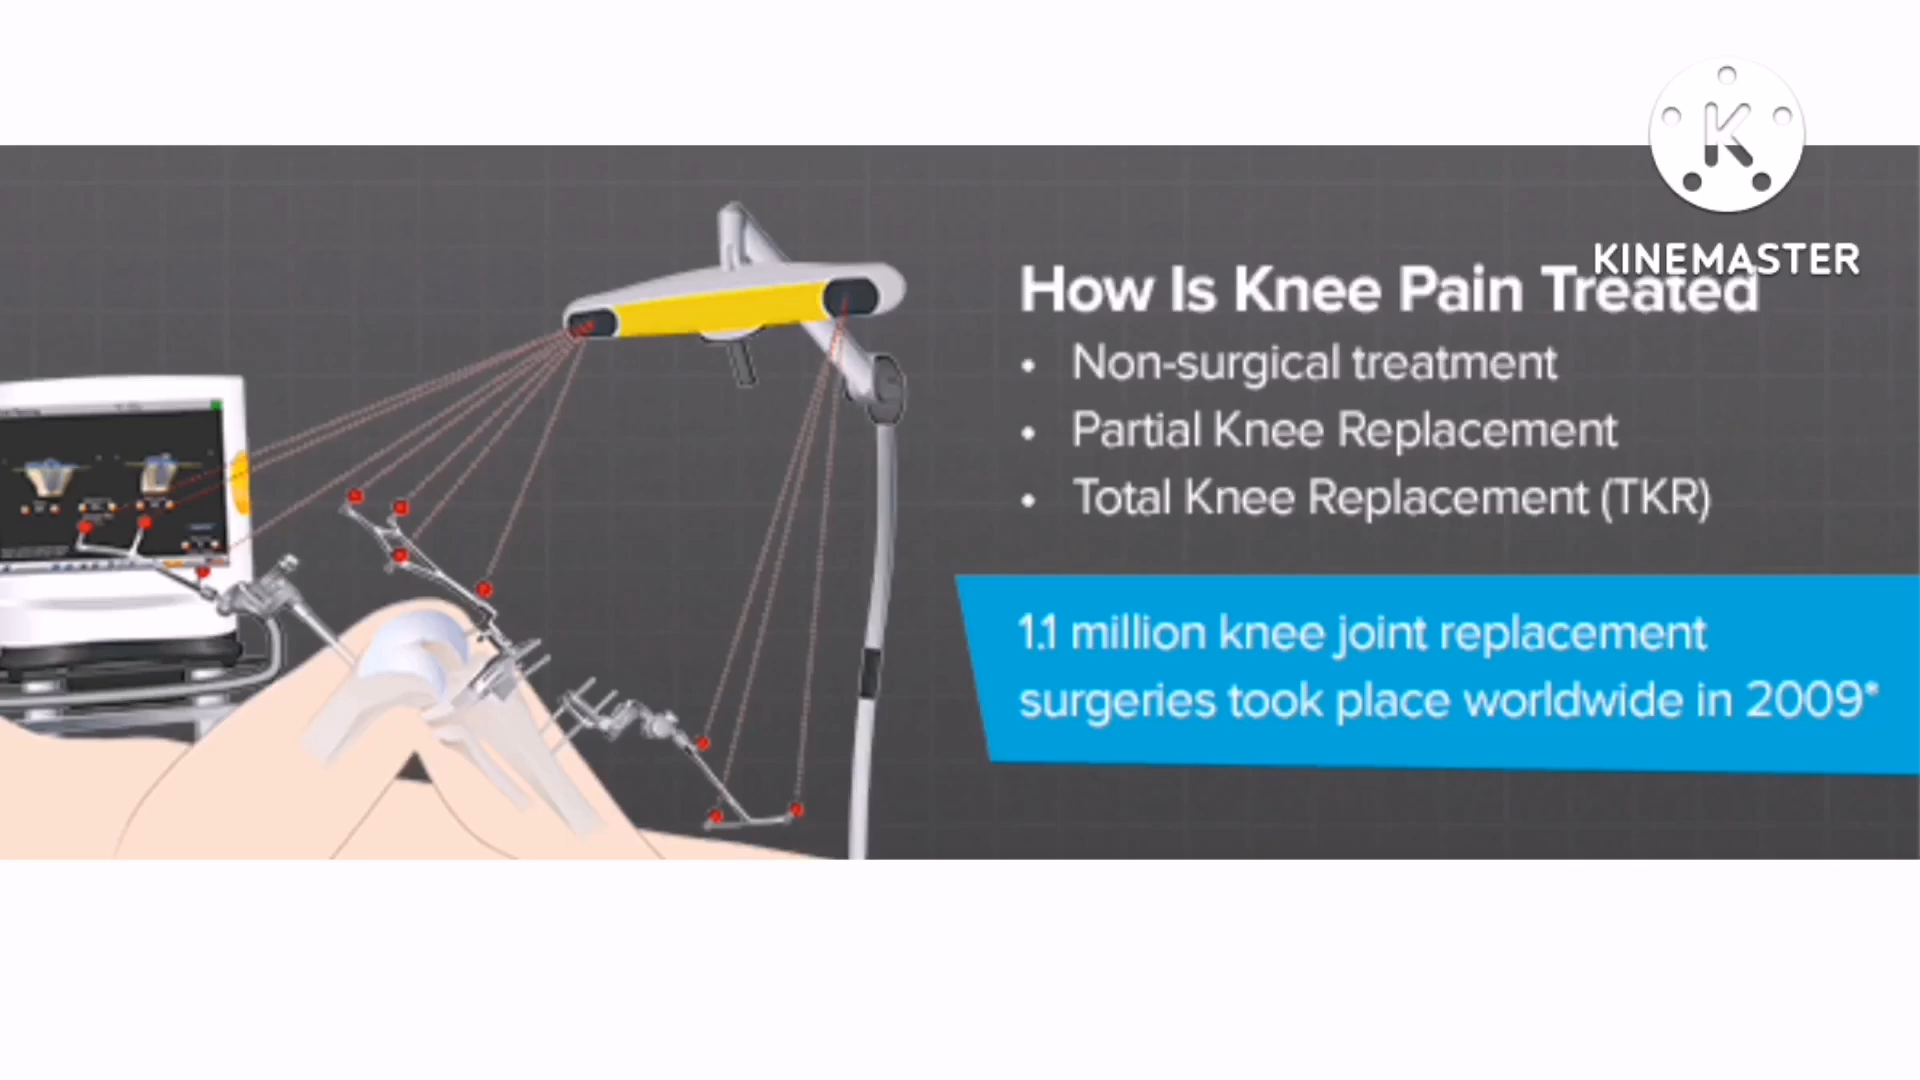 K
KINEMASTER
How Is Knee Pain Treated
• Non-surgical treatment
• Partial Knee Replacement
• Total Knee Replacement (TKR)
1.1 million knee joint replacement
surgeries took place worldwide in 2009*